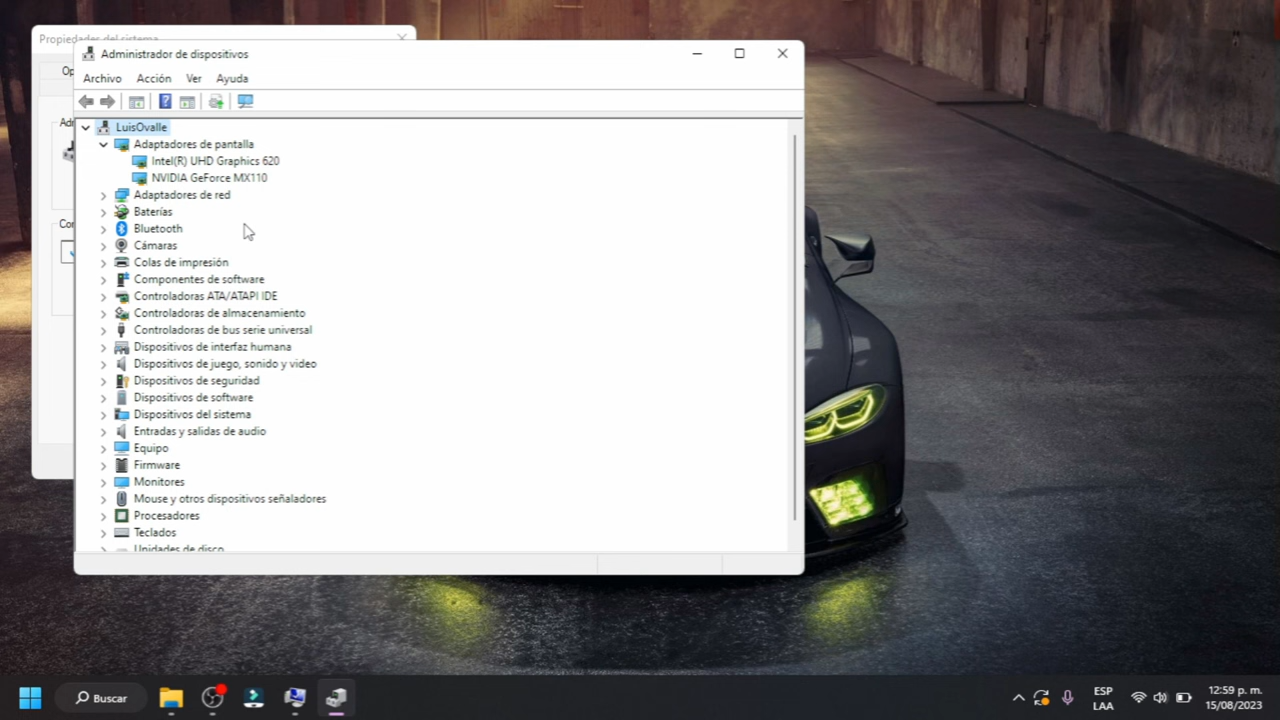 Propiedades del sistema
Administrador de dispositivos
Archivo Acción Ver Ayuda
LuisOvalle
Adaptadores de pantalla
Intel(R) UHD Graphics 620
NVIDIA GeForce MX110
Adaptadores de red
Baterías
Bluetooth
Cámaras
Colas de impresión
Componentes de software
Controladoras ATA/ATAPI IDE
Controladoras de almacenamiento
Controladoras de bus serie universal
Dispositivos de interfaz humana
Dispositivos de juego, sonido y video
Dispositivos de seguridad
Dispositivos de software
Dispositivos del sistema
Entradas y salidas de audio
Equipo
Firmware
Monitores
Mouse y otros dispositivos señaladores
Procesadores
Teclados
Unidades de disco
Buscar
ESP
LAA
12:59 p. m.
15/08/2023